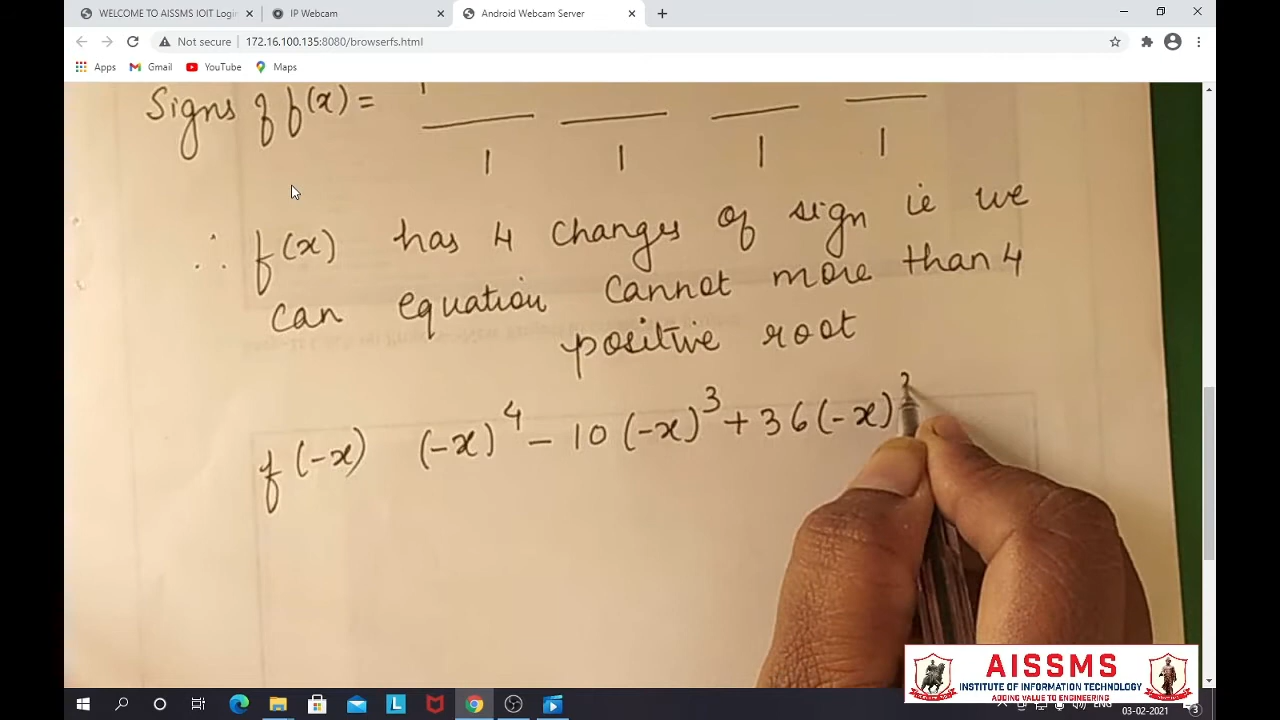 WELCOME TO AISSMS IOIT Login
IP Webcam
Android Webcam Server
Not secure | 172.16.100.135:8080/browserfs.html
Apps Gmail YouTube Maps
Signs of f(x) =
1 1 1 1
∴ f(x) has 4 changes of sign ie we
can equation cannot more than 4
positive root
f(-x) (-x)^4 - 10(-x)^3 + 36(-x)
AISSMS
INSTITUTE OF INFORMATION TECHNOLOGY
ADDING VALUE TO ENGINEERING
ENG
03-02-2021
3